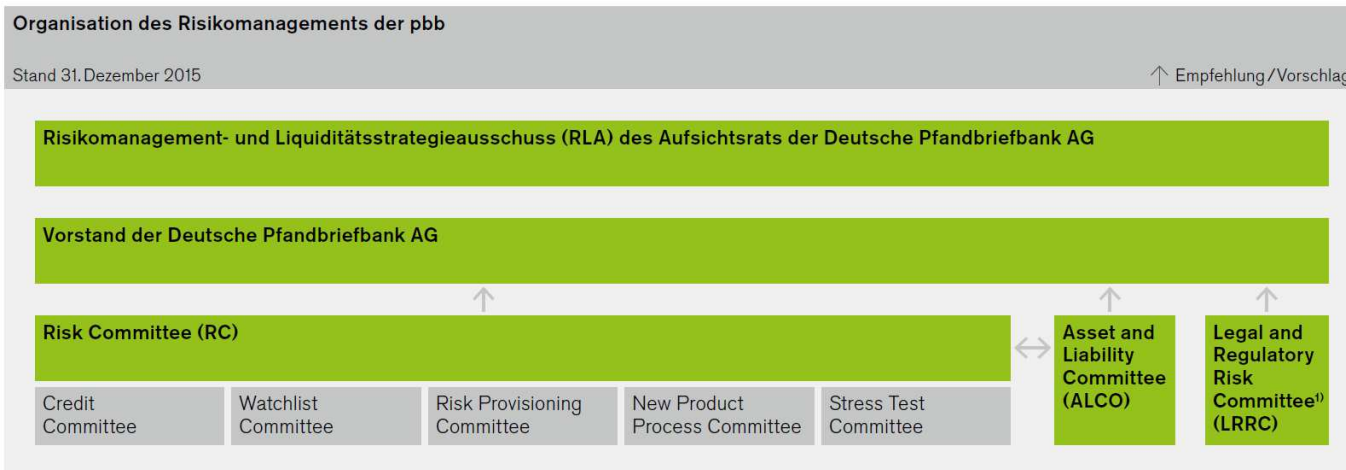 Organisation des Risikomanagements der pbb
Stand 31. Dezember 2015
↑ Empfehlung/Vorschlag
Risikomanagement- und Liquiditätsstrategieausschuss (RLA) des Aufsichtsrats der Deutsche Pfandbriefbank AG
Vorstand der Deutsche Pfandbriefbank AG
Risk Committee (RC)
Credit
Committee
Watchlist
Committee
Risk Provisioning
Committee
New Product
Process Committee
Stress Test
Committee
Asset and
Liability
Committee
(ALCO)
Legal and
Regulatory
Risk
Committee¹⁾
(LRRC)